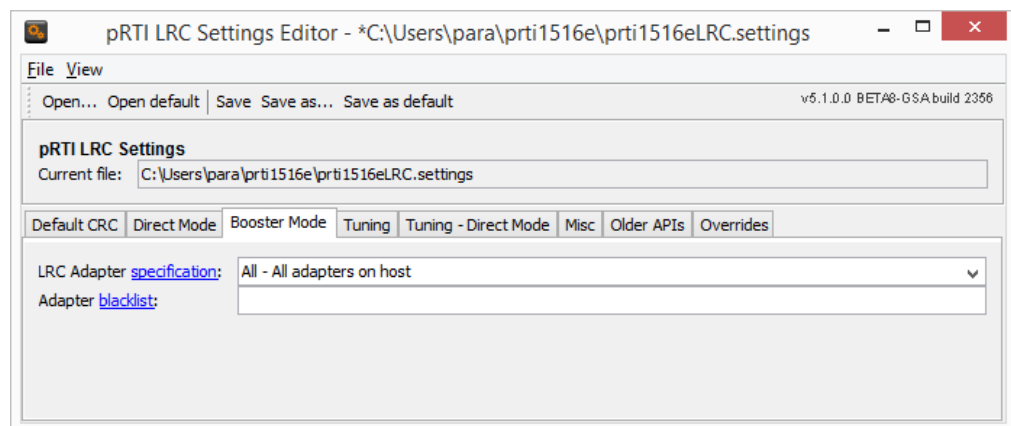 pRTI LRC Settings Editor - *C:\Users\para\prti1516e\prti1516eLRC.settings
File View
Open... Open default Save Save as... Save as default v5.1.0.0 BETA8-GSA build 2356
pRTI LRC Settings
Current file: C:\Users\para\prti1516e\prti1516eLRC.settings
Default CRC Direct Mode Booster Mode Tuning Tuning - Direct Mode Misc Older APIs Overrides
LRC Adapter specification: All - All adapters on host
Adapter blacklist: